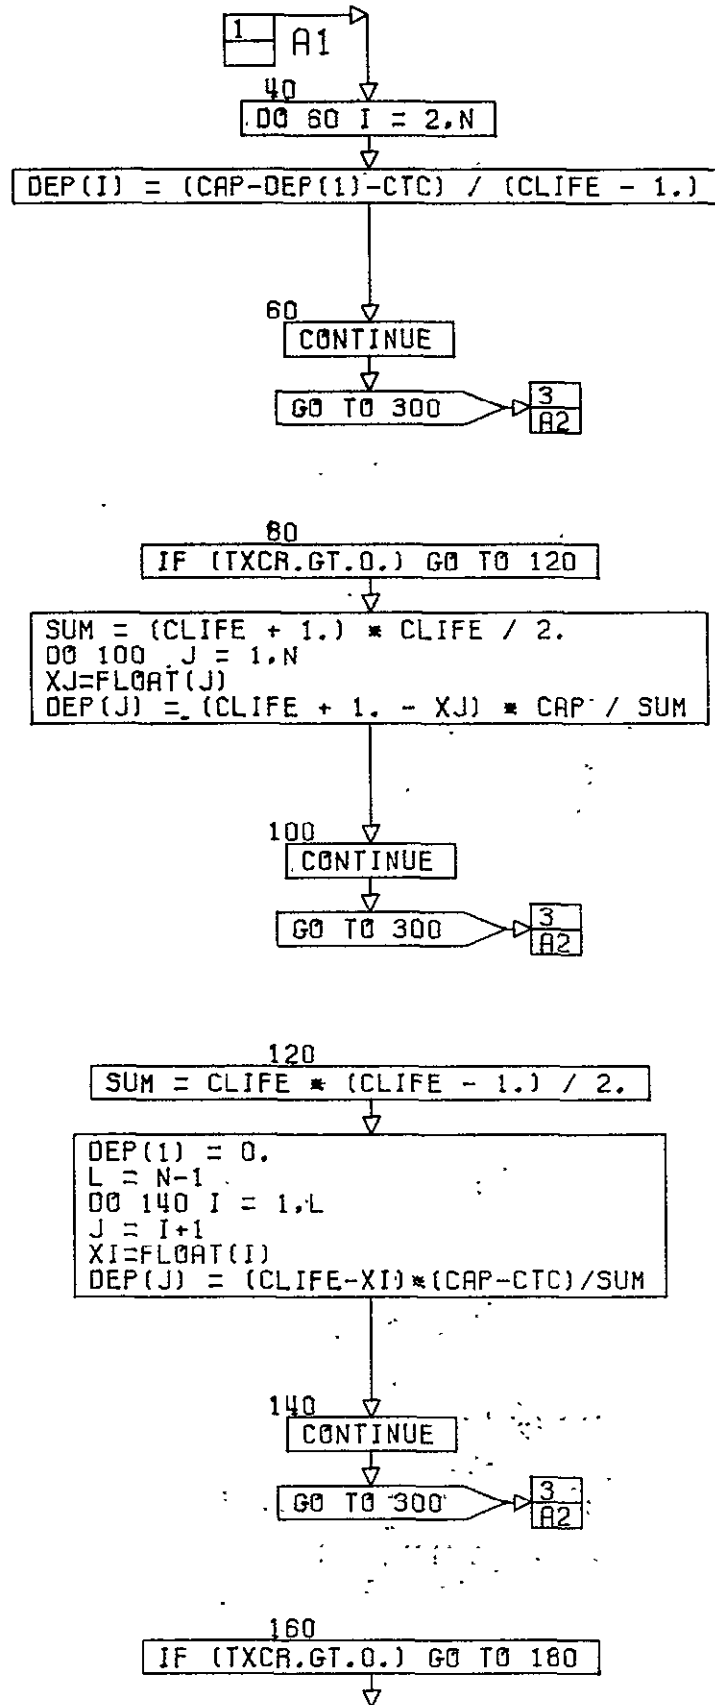 1
A1
40
DO 60 I = 2,N
DEP(I) = (CAP-DEP(1)-CTC) / (CLIFE - 1.)
60
CONTINUE
GO TO 300
3
A2
80
IF (TXCR.GT.0.) GO TO 120
SUM = (CLIFE + 1.) * CLIFE / 2.
DO 100 J = 1,N
XJ=FLOAT(J)
DEP(J) = (CLIFE + 1. - XJ) * CAP / SUM
100
CONTINUE
GO TO 300
3
A2
120
SUM = CLIFE * (CLIFE - 1.) / 2.
DEP(1) = 0.
L = N-1
DO 140 I = 1,L
J = I+1
XI=FLOAT(I)
DEP(J) = (CLIFE-XI)*(CAP-CTC)/SUM
140
CONTINUE
GO TO 300
3
A2
160
IF (TXCR.GT.0.) GO TO 180